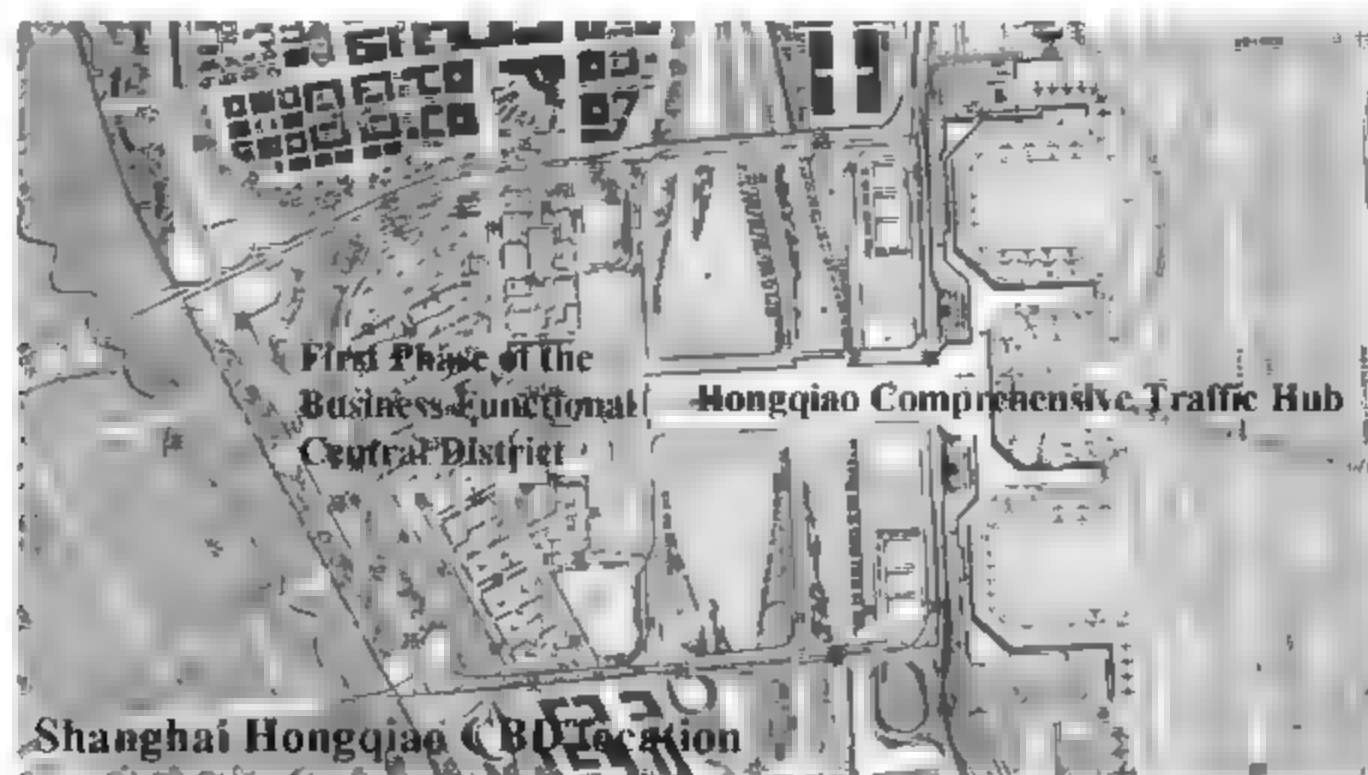 First Phase of the
Business Functional
Central District
Hongqiao Comprehensive Traffic Hub
Shanghai Hongqiao CBD Location